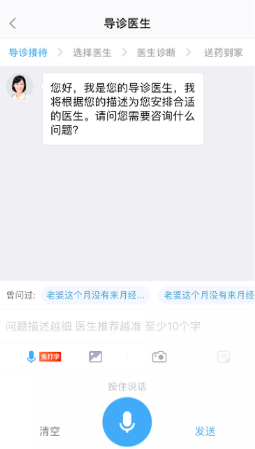 导诊医生
导诊接待 选择医生 医生诊断 送药到家
您好，我是您的导诊医生，我
将根据您的描述为您安排合适
的医生。请问您需要咨询什么
问题？
曾问过： 老婆这个月没有来月经... 老婆这个月没有来月经
问题描述越细 医生推荐越准 至少10个字
免打字
按住说话
清空 发送